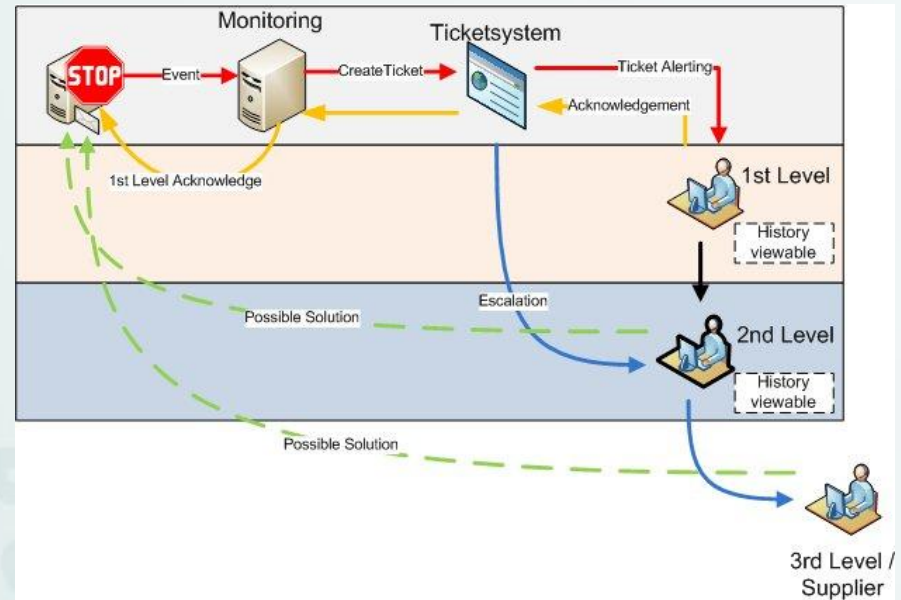 Monitoring
Ticketsystem
STOP
Event
CreateTicket
Ticket Alerting
Acknowledgement
1st Level Acknowledge
1st Level
History
viewable
Escalation
Possible Solution
2nd Level
History
viewable
Possible Solution
3rd Level /
Supplier